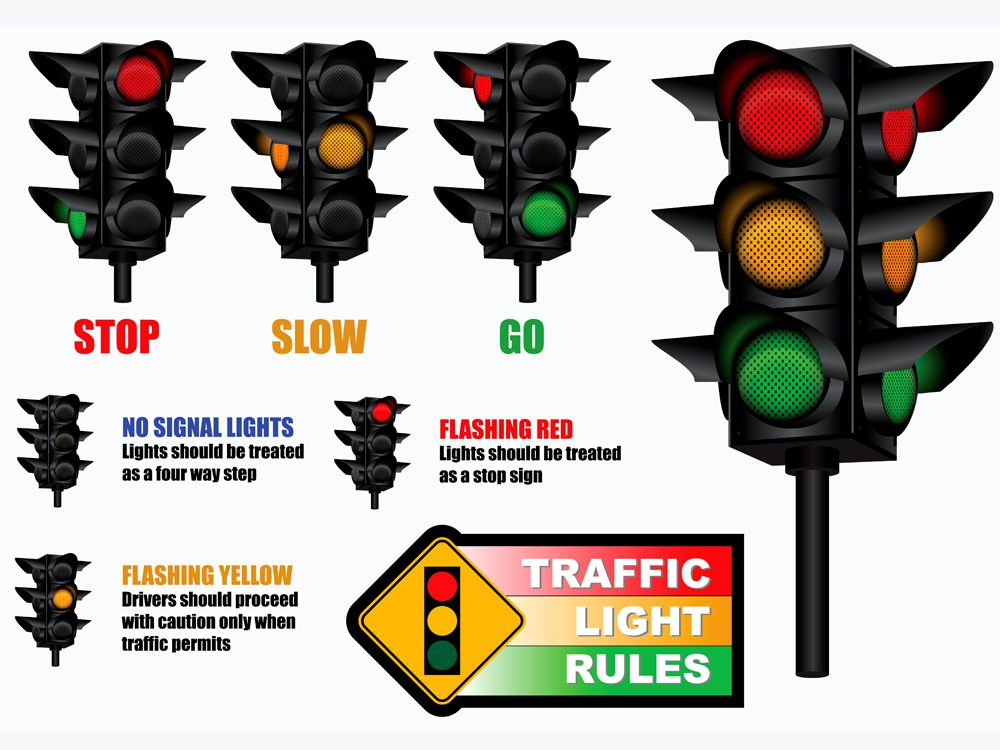 STOP
SLOW
GO
NO SIGNAL LIGHTS
Lights should be treated
as a four way step
FLASHING RED
Lights should be treated
as a stop sign
FLASHING YELLOW
Drivers should proceed
with caution only when
traffic permits
TRAFFIC
LIGHT
RULES